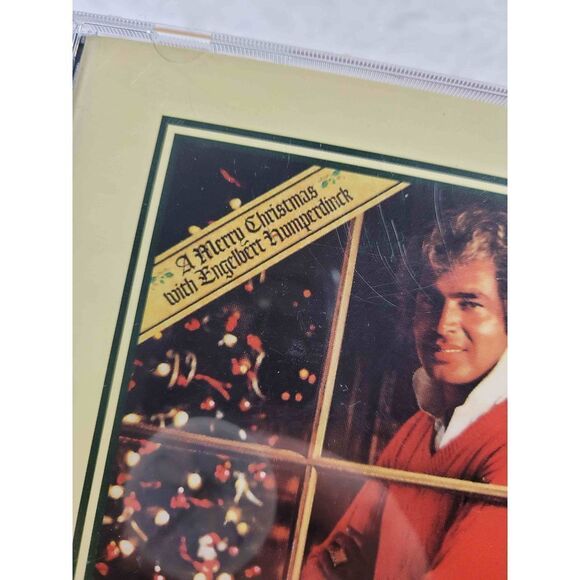 A Merry Christmas
with Engelbert Humperdinck